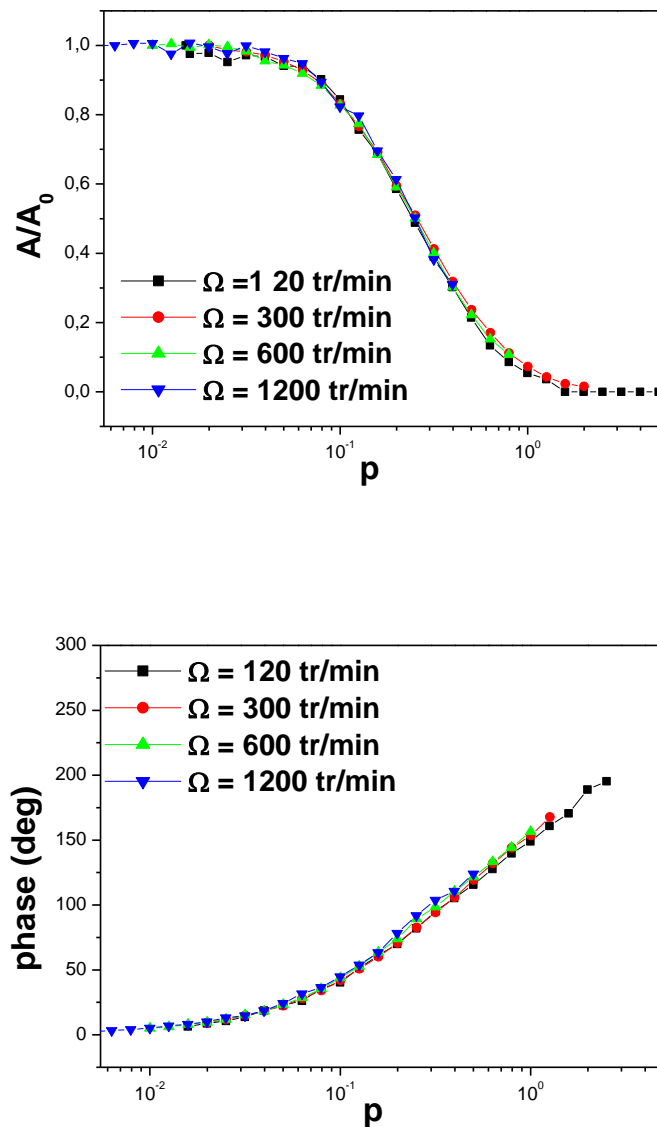 1,0
0,8
0,6
0,4
0,2
0,0
A/A0
Ω =1 20 tr/min
Ω = 300 tr/min
Ω = 600 tr/min
Ω = 1200 tr/min
10-2
10-1
100
p
300
250
200
150
100
50
0
phase (deg)
Ω = 120 tr/min
Ω = 300 tr/min
Ω = 600 tr/min
Ω = 1200 tr/min
10-2
10-1
100
p